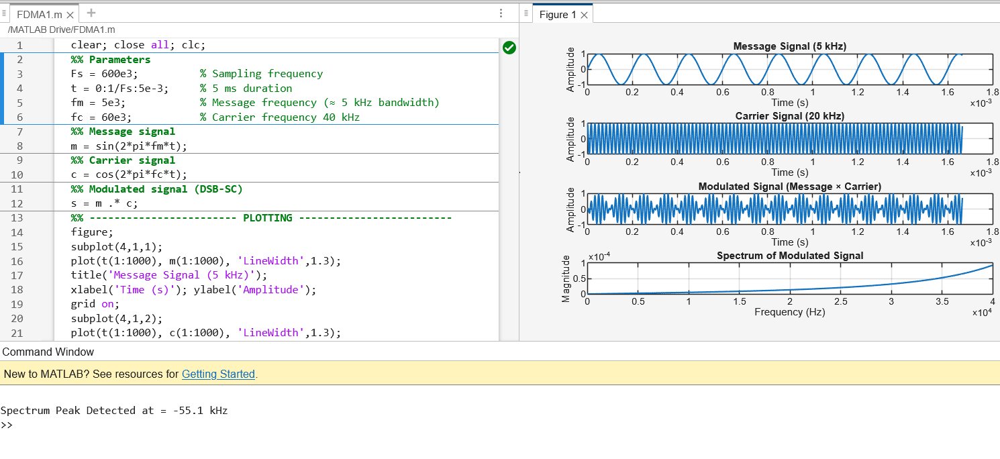 FDMA1.m
/MATLAB Drive/FDMA1.m
1 clear; close all; clc;
2 %% Parameters
3 Fs = 600e3; % Sampling frequency
4 t = 0:1/Fs:5e-3; % 5 ms duration
5 fm = 5e3; % Message frequency (≈ 5 kHz bandwidth)
6 fc = 60e3; % Carrier frequency 40 kHz
7 %% Message signal
8 m = sin(2*pi*fm*t);
9 %% Carrier signal
10 c = cos(2*pi*fc*t);
11 %% Modulated signal (DSB-SC)
12 s = m .* c;
13 %% ------------------------ PLOTTING -------------------------
14 figure;
15 subplot(4,1,1);
16 plot(t(1:1000), m(1:1000), 'LineWidth',1.3);
17 title('Message Signal (5 kHz)');
18 xlabel('Time (s)'); ylabel('Amplitude');
19 grid on;
20 subplot(4,1,2);
21 plot(t(1:1000), c(1:1000), 'LineWidth',1.3);
Figure 1
Message Signal (5 kHz)
Amplitude
1
0
-1
0 0.2 0.4 0.6 0.8 1 1.2 1.4 1.6 1.8
Time (s)
×10-3
Carrier Signal (20 kHz)
Amplitude
1
0
-1
0 0.2 0.4 0.6 0.8 1 1.2 1.4 1.6 1.8
Time (s)
×10-3
Modulated Signal (Message × Carrier)
Amplitude
1
0
-1
0 0.2 0.4 0.6 0.8 1 1.2 1.4 1.6 1.8
Time (s)
×10-3
Spectrum of Modulated Signal
×10-4
Magnitude
1
0.5
0
0 0.5 1 1.5 2 2.5 3 3.5 4
Frequency (Hz)
×104
Command Window
New to MATLAB? See resources for Getting Started.
Spectrum Peak Detected at = -55.1 kHz
>>